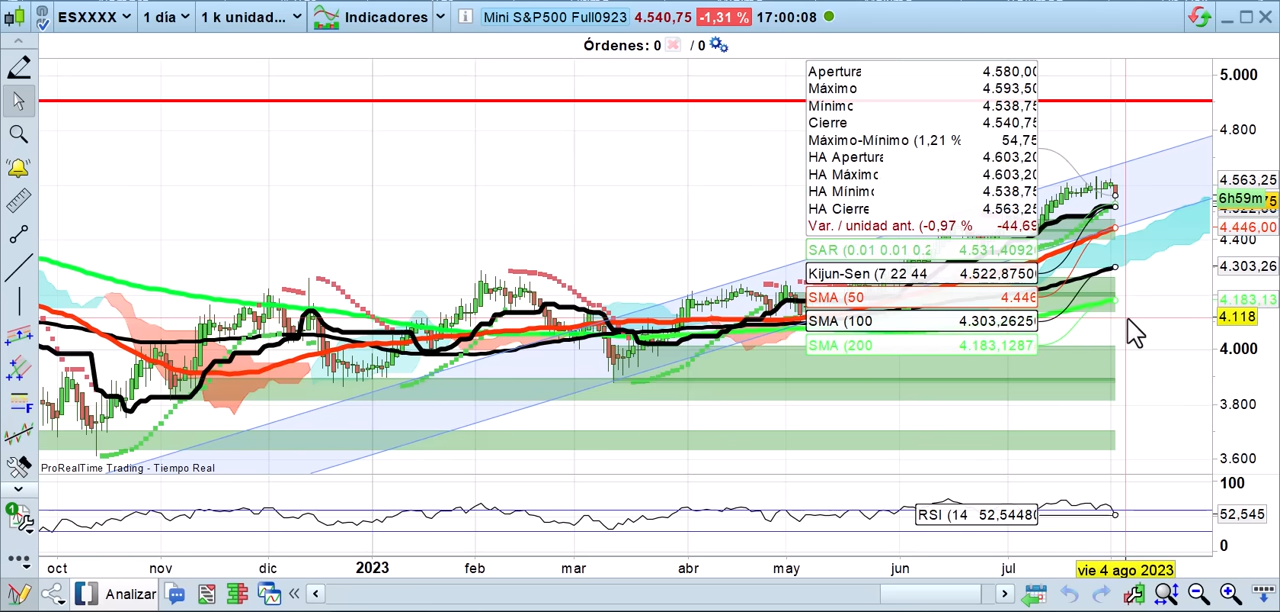 ESXXXX
1 día
1 k unidad...
Indicadores
Mini S&P500 Full0923 4.540,75 -1,31 % 17:00:08
Órdenes: 0 / 0
Apertura 4.580,00
Máximo 4.593,50
Mínimo 4.538,75
Cierre 4.540,75
Máximo-Mínimo (1,21 % 54,75
HA Apertura 4.603,20
HA Máximo 4.603,20
HA Mínimo 4.538,75
HA Cierre 4.563,25
Var. / unidad ant. (-0,97 % -44,69
SAR (0.01 0.01 0.2 4.531,4092
Kijun-Sen (7 22 44 4.522,8750
SMA (50 4.446
SMA (100 4.303,2625
SMA (200 4.183,1287
5.000
4.800
4.563,25
6h59m
4.446,00
4.400
4.303,26
4.183,13
4.118
4.000
3.800
3.600
ProRealTime Trading - Tiempo Real
100
RSI (14 52,5448
52,545
0
oct nov dic 2023 feb mar abr may jun jul vie 4 ago 2023
Analizar